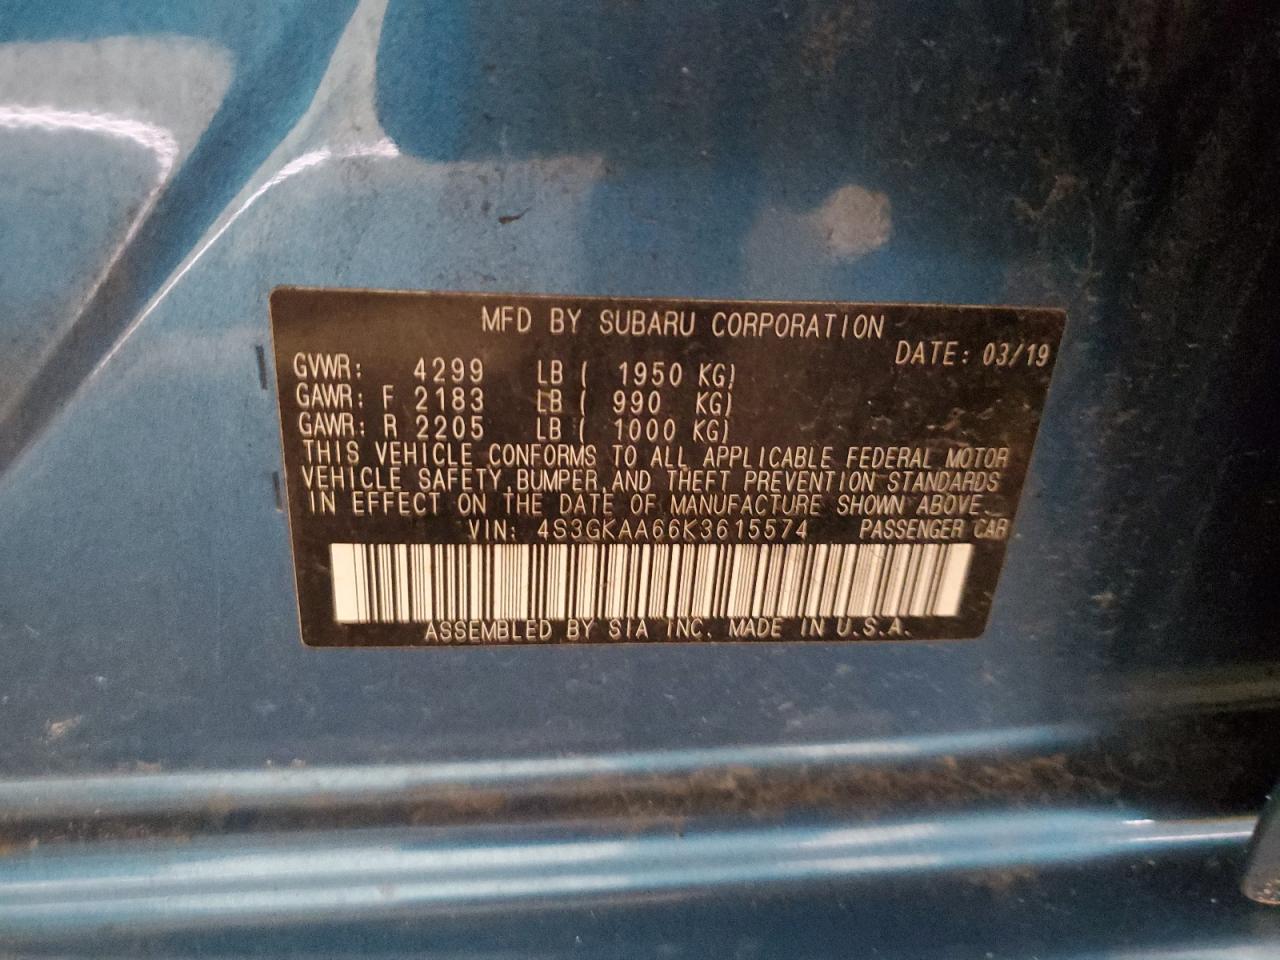 MFD BY SUBARU CORPORATION
DATE: 03/19
GVWR: 4299 LB ( 1950 KG)
GAWR: F 2183 LB ( 990 KG)
GAWR: R 2205 LB ( 1000 KG)
THIS VEHICLE CONFORMS TO ALL APPLICABLE FEDERAL MOTOR
VEHICLE SAFETY, BUMPER, AND THEFT PREVENTION STANDARDS
IN EFFECT ON THE DATE OF MANUFACTURE SHOWN ABOVE.
VIN: 4S3GKAA66K3615574 PASSENGER CAR
ASSEMBLED BY SIA INC. MADE IN U.S.A.